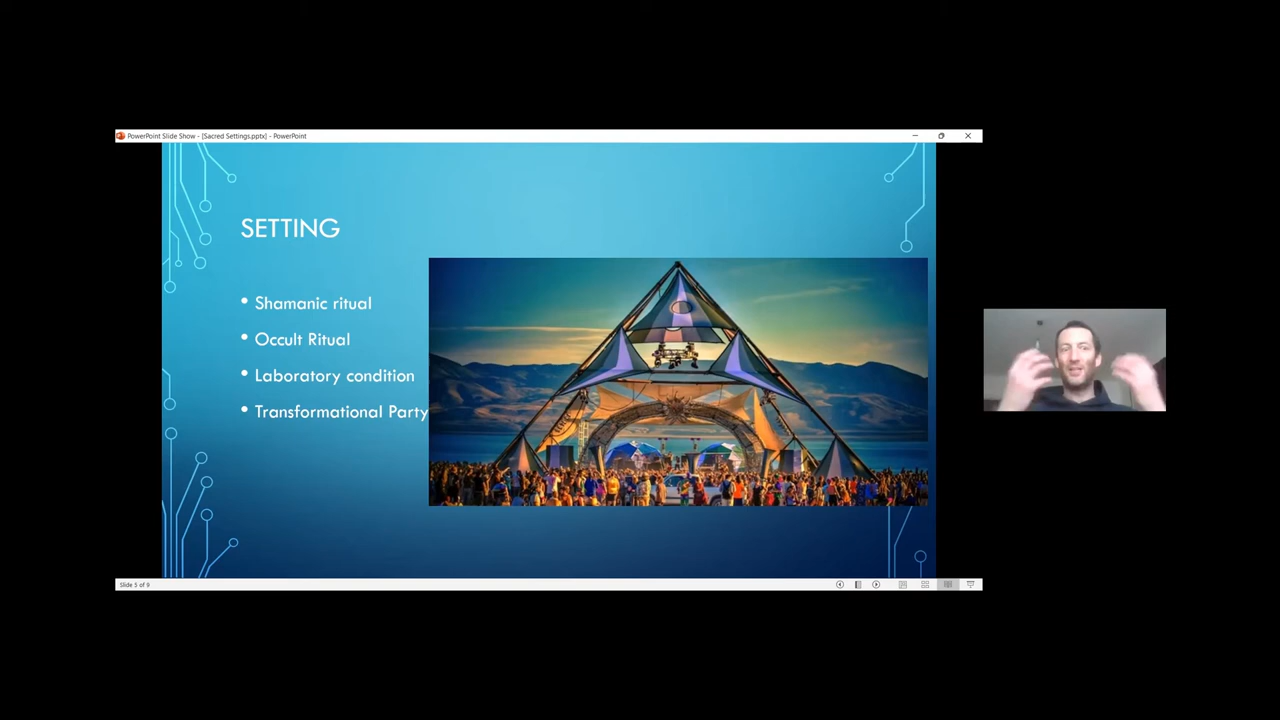 PowerPoint Slide Show - [Sacred Settings.pptx] - PowerPoint
SETTING
• Shamanic ritual
• Occult Ritual
• Laboratory condition
• Transformational Party
Slide 5 of 9